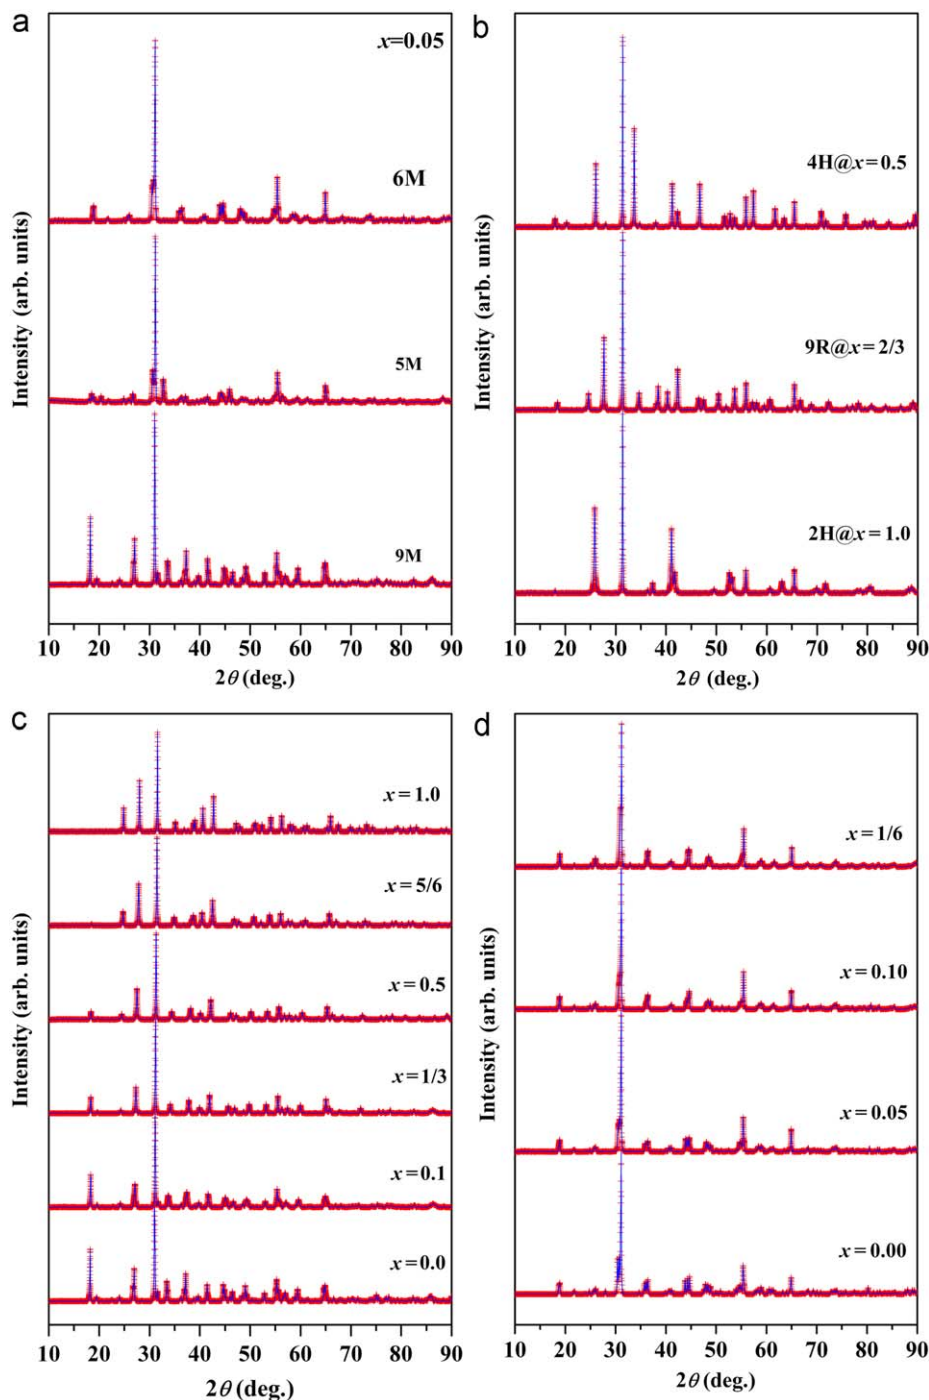 a
x=0.05
6M
5M
9M
Intensity (arb. units)
10 20 30 40 50 60 70 80 90
2θ (deg.)
b
4H@x=0.5
9R@x=2/3
2H@x=1.0
Intensity (arb. units)
10 20 30 40 50 60 70 80 90
2θ (deg.)
c
x=1.0
x=5/6
x=0.5
x=1/3
x=0.1
x=0.0
Intensity (arb. units)
10 20 30 40 50 60 70 80 90
2θ (deg.)
d
x=1/6
x=0.10
x=0.05
x=0.00
Intensity (arb. units)
10 20 30 40 50 60 70 80 90
2θ (deg.)